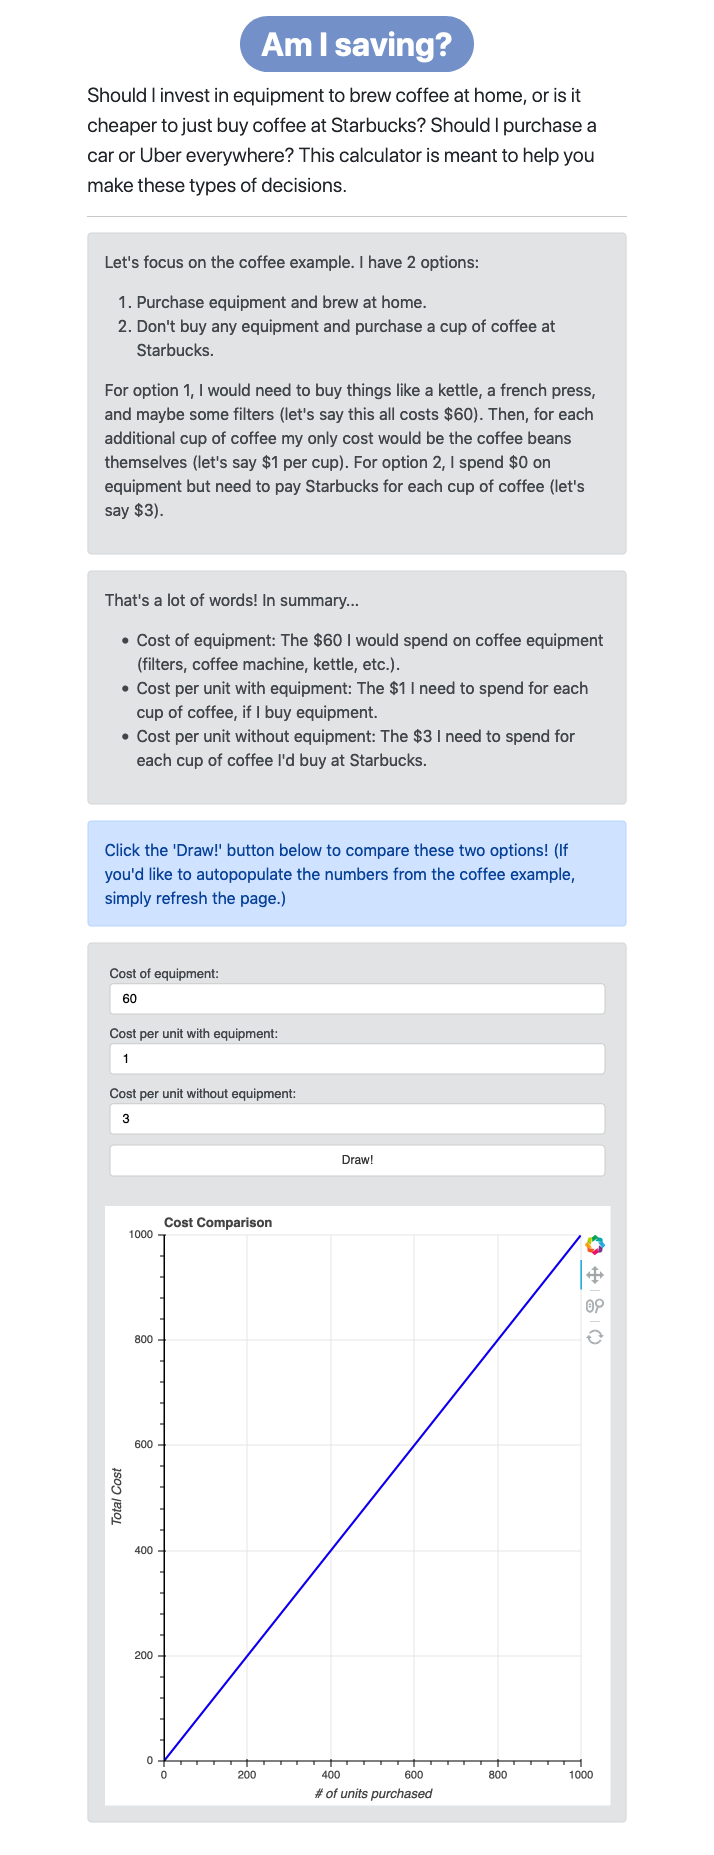 Am I saving?
Should I invest in equipment to brew coffee at home, or is it
cheaper to just buy coffee at Starbucks? Should I purchase a
car or Uber everywhere? This calculator is meant to help you
make these types of decisions.
Let's focus on the coffee example. I have 2 options:
1. Purchase equipment and brew at home.
2. Don't buy any equipment and purchase a cup of coffee at
Starbucks.
For option 1, I would need to buy things like a kettle, a french press,
and maybe some filters (let's say this all costs $60). Then, for each
additional cup of coffee my only cost would be the coffee beans
themselves (let's say $1 per cup). For option 2, I spend $0 on
equipment but need to pay Starbucks for each cup of coffee (let's
say $3).
That's a lot of words! In summary...
• Cost of equipment: The $60 I would spend on coffee equipment
(filters, coffee machine, kettle, etc.).
• Cost per unit with equipment: The $1 I need to spend for each
cup of coffee, if I buy equipment.
• Cost per unit without equipment: The $3 I need to spend for
each cup of coffee I'd buy at Starbucks.
Click the 'Draw!' button below to compare these two options! (If
you'd like to autopopulate the numbers from the coffee example,
simply refresh the page.)
Cost of equipment:
60
Cost per unit with equipment:
1
Cost per unit without equipment:
3
Draw!
Cost Comparison
1000
800
600
400
200
0
Total Cost
0 200 400 600 800 1000
# of units purchased